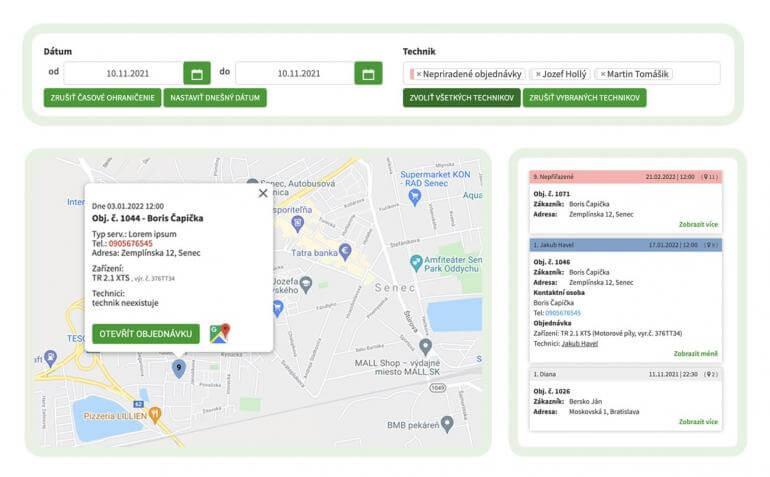 Dátum
od 10.11.2021 do 10.11.2021
ZRUŠIŤ ČASOVÉ OHRANIČENIE NASTAVIŤ DNEŠNÝ DÁTUM
Technik
× Nepriradené objednávky × Jozef Hollý × Martin Tomášik
ZVOLIŤ VŠETKÝCH TECHNIKOV ZRUŠIŤ VYBRANÝCH TECHNIKOV
Dne 03.01.2022 12:00
Obj. č. 1044 - Boris Čapička
Typ serv.: Lorem ipsum
Tel.: 0905676545
Adresa: Zemplínska 12, Senec
Zařízení:
TR 2.1 XTS , výr. č. 376TT34
Technici:
technik neexistuje
OTEVŘÍT OBJEDNÁVKU
9
Inter
Senec, Autobusová
stanica
Supermarket KON
- RAD Senec
Sporiteľňa
Tatra banka
Amfiteáter Senec
Park Oddychu
Štefánikova
Jozefa
Senec
Štúrova
TESC
Kysucká
MALL Shop – výdajné
miesto MALL.SK
1049
62
Pizzeria LILLIEN
BMB pekáreň
9. Nepřiřazené 21.02.2022 | 12:00 ( 11 )
Obj. č. 1071
Zákazník: Boris Čapička
Adresa: Zemplínska 12, Senec
Zobrazit více
1. Jakub Havel 17.01.2022 | 12:00 ( 9 )
Obj. č. 1046
Zákazník: Boris Čapička
Adresa: Zemplínska 12, Senec
Kontaktní osoba
Boris Čapička
Tel: 0905676545
Objednávka
Zařízení: TR 2.1 XTS (Motorové pily, vyr.č. 376TT34)
Technici: Jakub Havel
Zobrazit méně
1. Diana 11.11.2021 | 22:30 ( 2 )
Obj. č. 1026
Zákazník: Bersko Ján
Adresa: Moskovská 1, Bratislava
Zobrazit více